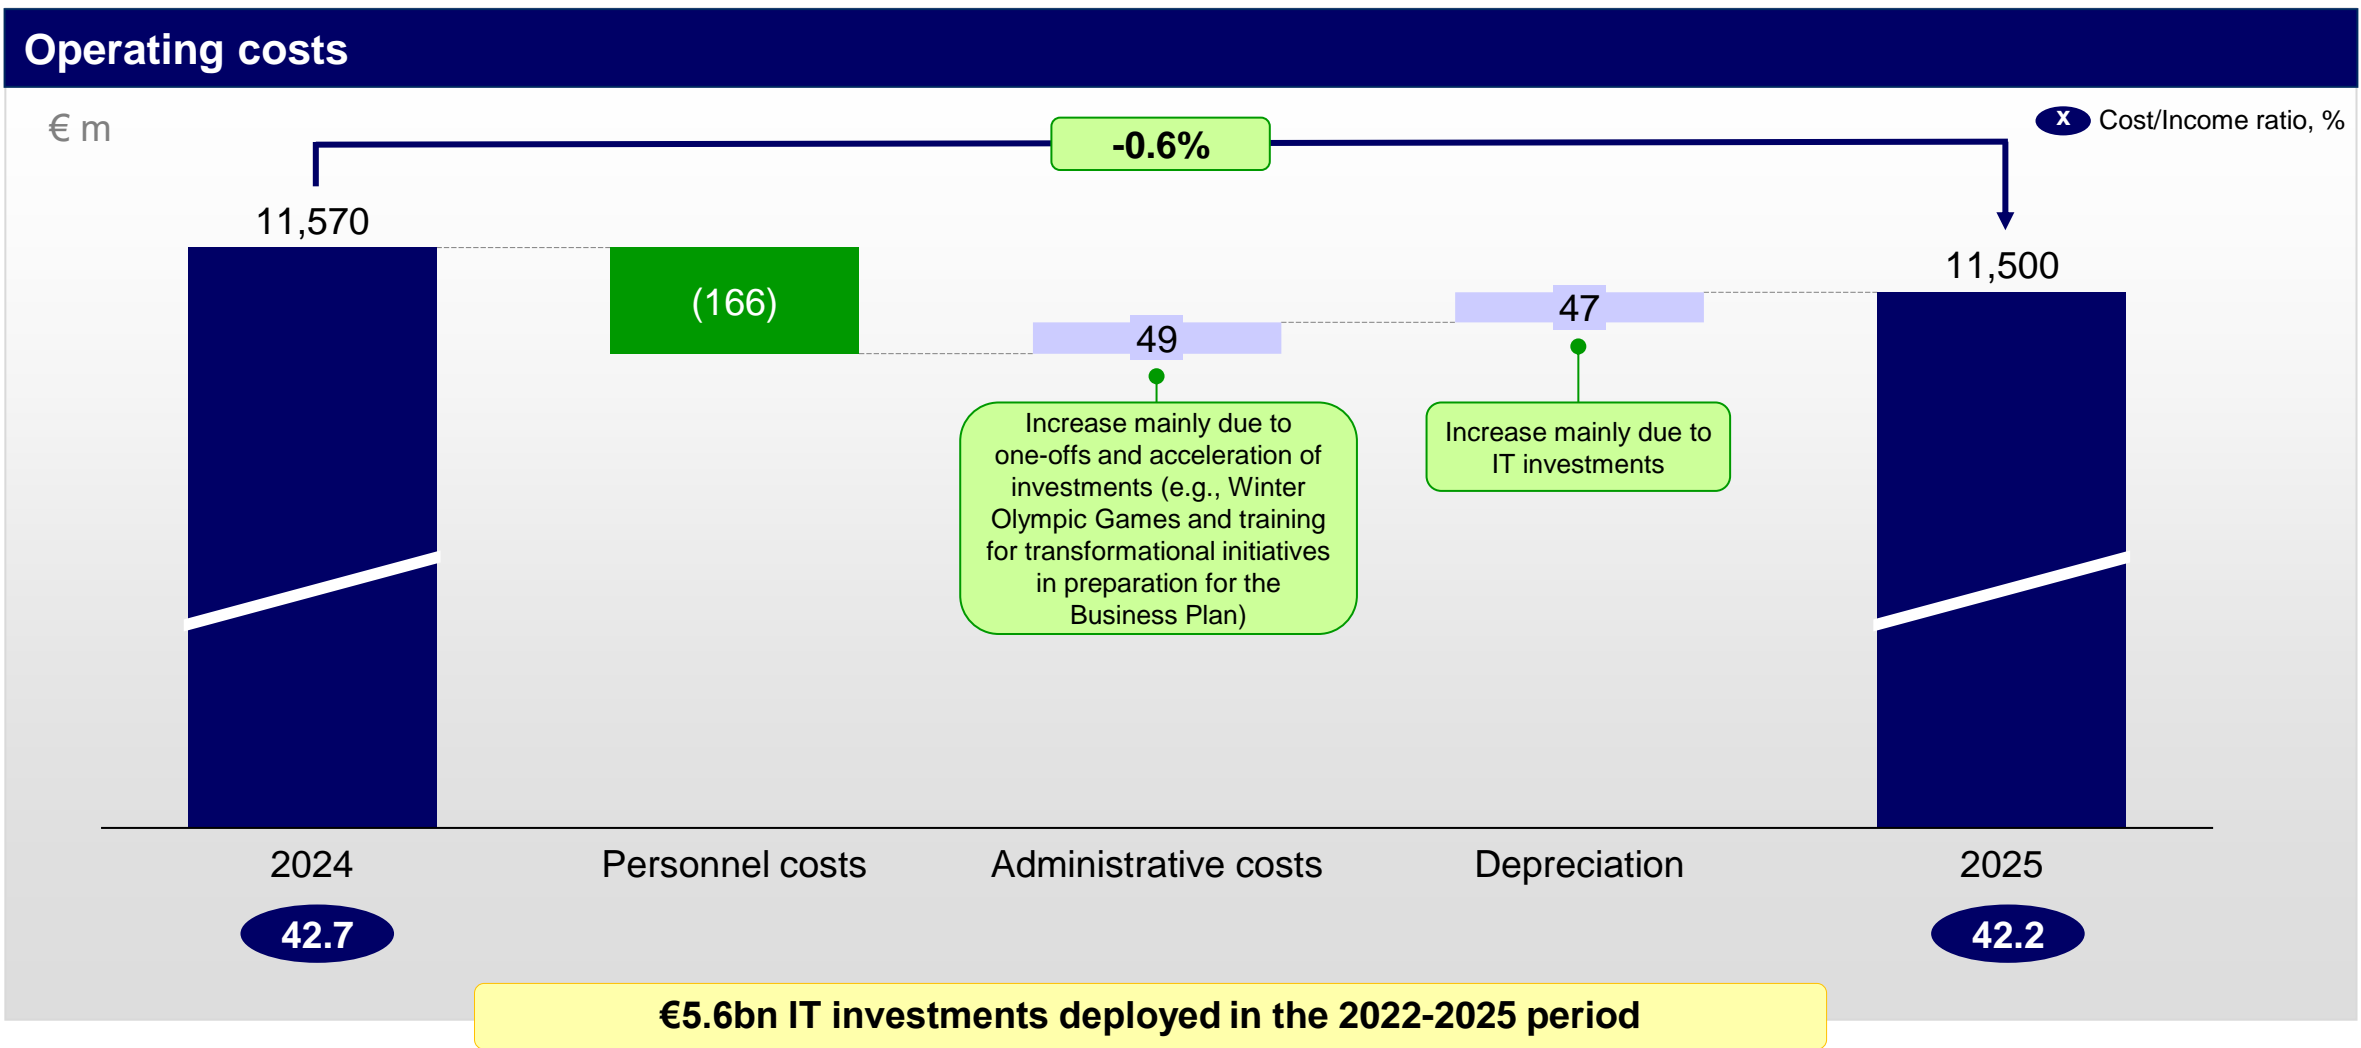 Operating costs
€ m
X Cost/Income ratio, %
-0.6%
11,570
(166)
49
47
11,500
Increase mainly due to
one-offs and acceleration of
investments (e.g., Winter
Olympic Games and training
for transformational initiatives
in preparation for the
Business Plan)
Increase mainly due to
IT investments
2024 Personnel costs Administrative costs Depreciation 2025
42.7 42.2
€5.6bn IT investments deployed in the 2022-2025 period